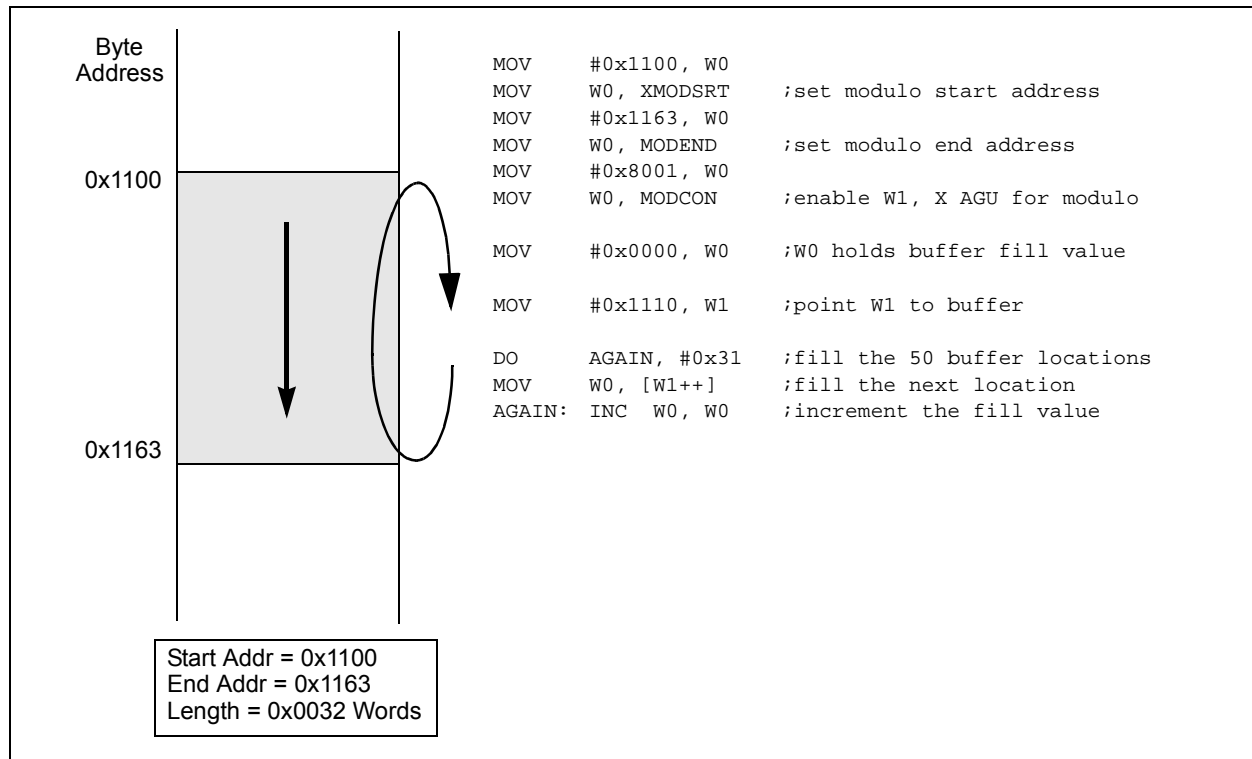 Byte
Address
0x1100
0x1163
MOV #0x1100, W0
MOV W0, XMODSRT ;set modulo start address
MOV #0x1163, W0
MOV W0, MODEND ;set modulo end address
MOV #0x8001, W0
MOV W0, MODCON ;enable W1, X AGU for modulo
MOV #0x0000, W0 ;W0 holds buffer fill value
MOV #0x1110, W1 ;point W1 to buffer
DO AGAIN, #0x31 ;fill the 50 buffer locations
MOV W0, [W1++] ;fill the next location
AGAIN: INC W0, W0 ;increment the fill value
Start Addr = 0x1100
End Addr = 0x1163
Length = 0x0032 Words